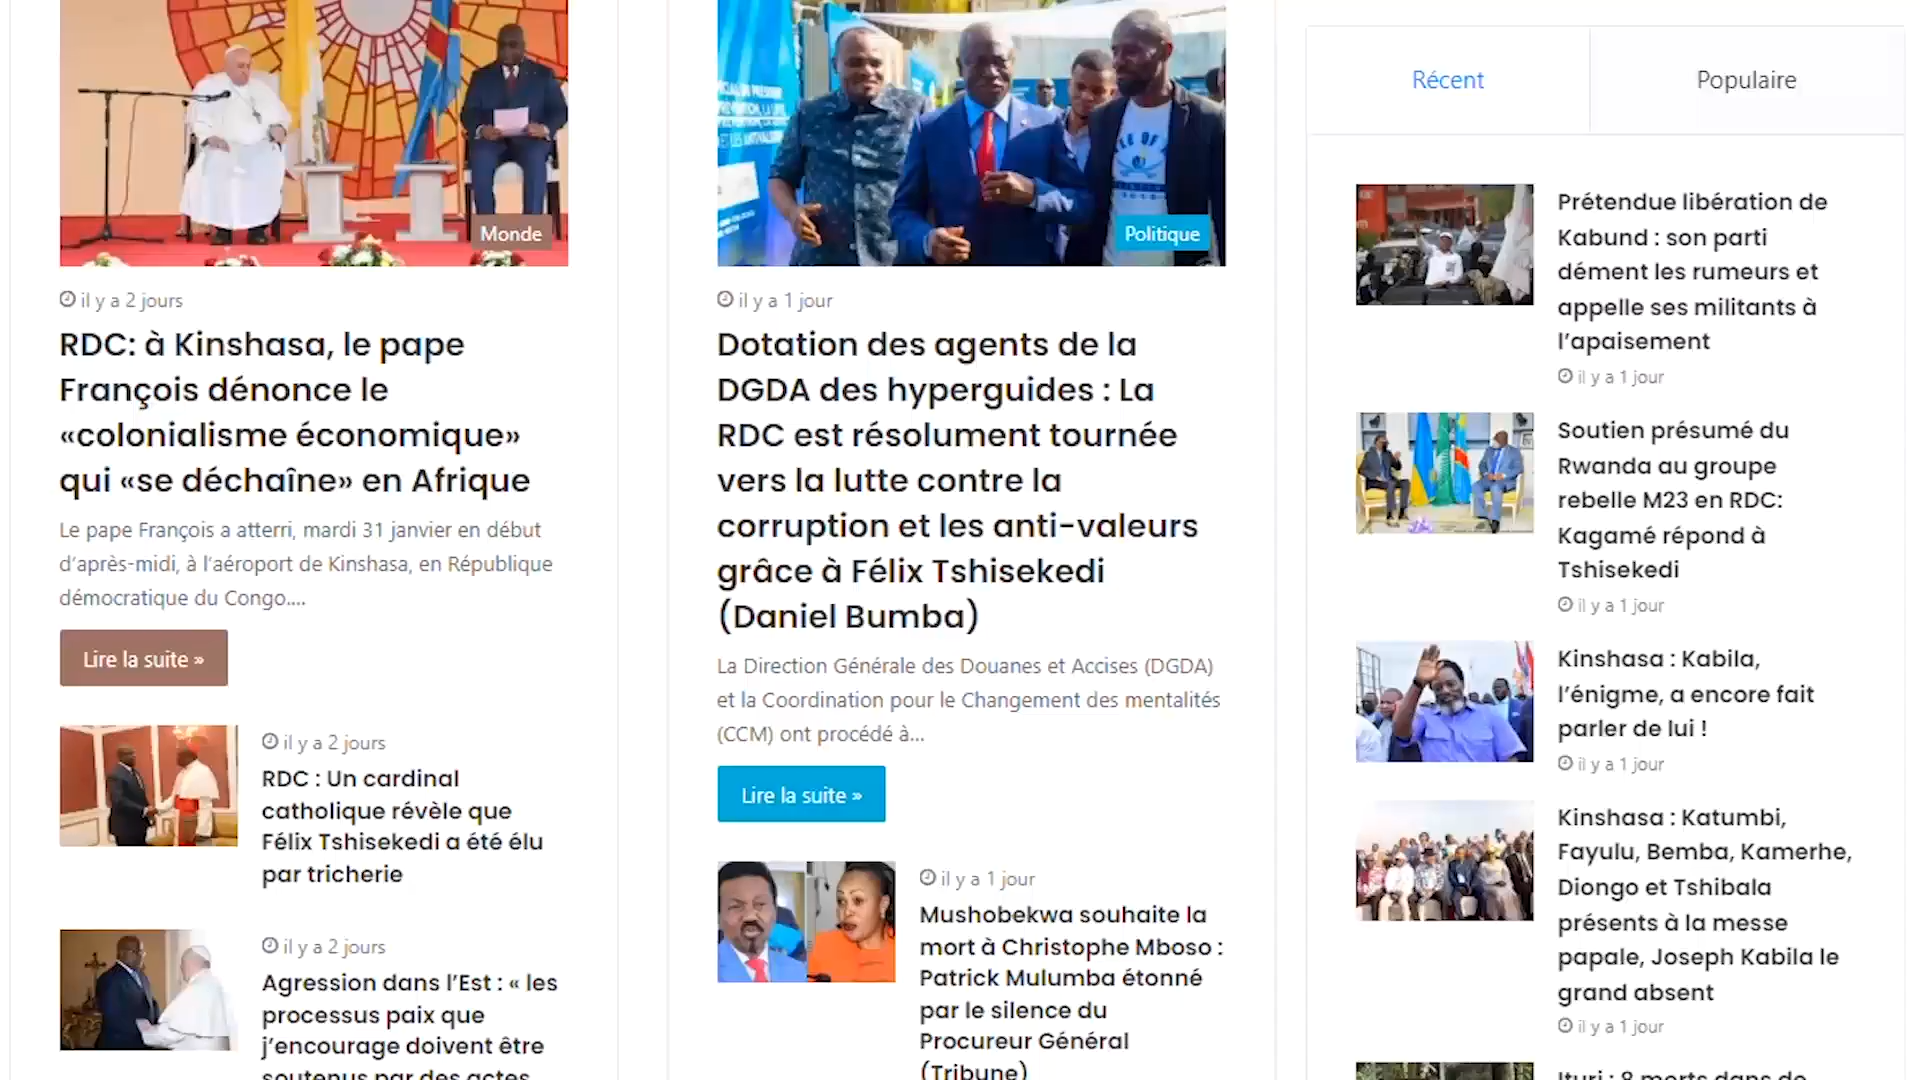 Monde
il y a 2 jours
RDC: à Kinshasa, le pape
François dénonce le
«colonialisme économique»
qui «se déchaîne» en Afrique
Le pape François a atterri, mardi 31 janvier en début
d’après-midi, à l’aéroport de Kinshasa, en République
démocratique du Congo....
Lire la suite »
il y a 2 jours
RDC : Un cardinal
catholique révèle que
Félix Tshisekedi a été élu
par tricherie
il y a 2 jours
Agression dans l’Est : « les
processus paix que
j’encourage doivent être
soutenus par des actes
Politique
il y a 1 jour
Dotation des agents de la
DGDA des hyperguides : La
RDC est résolument tournée
vers la lutte contre la
corruption et les anti-valeurs
grâce à Félix Tshisekedi
(Daniel Bumba)
La Direction Générale des Douanes et Accises (DGDA)
et la Coordination pour le Changement des mentalités
(CCM) ont procédé à...
Lire la suite »
il y a 1 jour
Mushobekwa souhaite la
mort à Christophe Mboso :
Patrick Mulumba étonné
par le silence du
Procureur Général
(Tribune)
Récent
Populaire
Prétendue libération de
Kabund : son parti
dément les rumeurs et
appelle ses militants à
l’apaisement
il y a 1 jour
Soutien présumé du
Rwanda au groupe
rebelle M23 en RDC:
Kagamé répond à
Tshisekedi
il y a 1 jour
Kinshasa : Kabila,
l’énigme, a encore fait
parler de lui !
il y a 1 jour
Kinshasa : Katumbi,
Fayulu, Bemba, Kamerhe,
Diongo et Tshibala
présents à la messe
papale, Joseph Kabila le
grand absent
il y a 1 jour
Ituri : 8 morts dans de